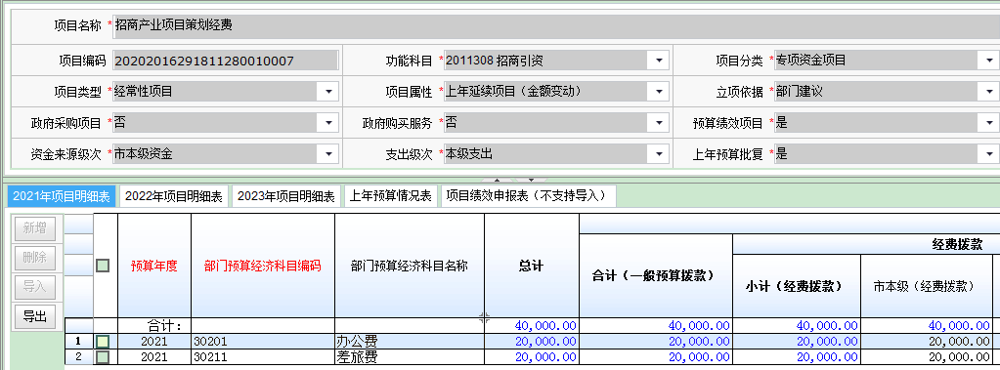 项目名称 * 招商产业项目策划经费
项目编码 20202016291811280010007 功能科目 * 2011308 招商引资 项目分类 * 专项资金项目
项目类型 * 经常性项目 项目属性 * 上年延续项目（金额变动） 立项依据 * 部门建议
政府采购项目 * 否 政府购买服务 * 否 预算绩效项目 * 是
资金来源级次 * 市本级资金 支出级次 * 本级支出 上年预算批复 * 是
2021年项目明细表 2022年项目明细表 2023年项目明细表 上年预算情况表 项目绩效申报表（不支持导入）
新增
删除
导入
导出
经费拨款
预算年度 部门预算经济科目编码 部门预算经济科目名称 总计 合计（一般预算拨款） 小计（经费拨款） 市本级（经费拨款）
合计： 40,000.00 40,000.00 40,000.00 40,000.00
1 2021 30201 办公费 20,000.00 20,000.00 20,000.00 20,000.00
2 2021 30211 差旅费 20,000.00 20,000.00 20,000.00 20,000.00